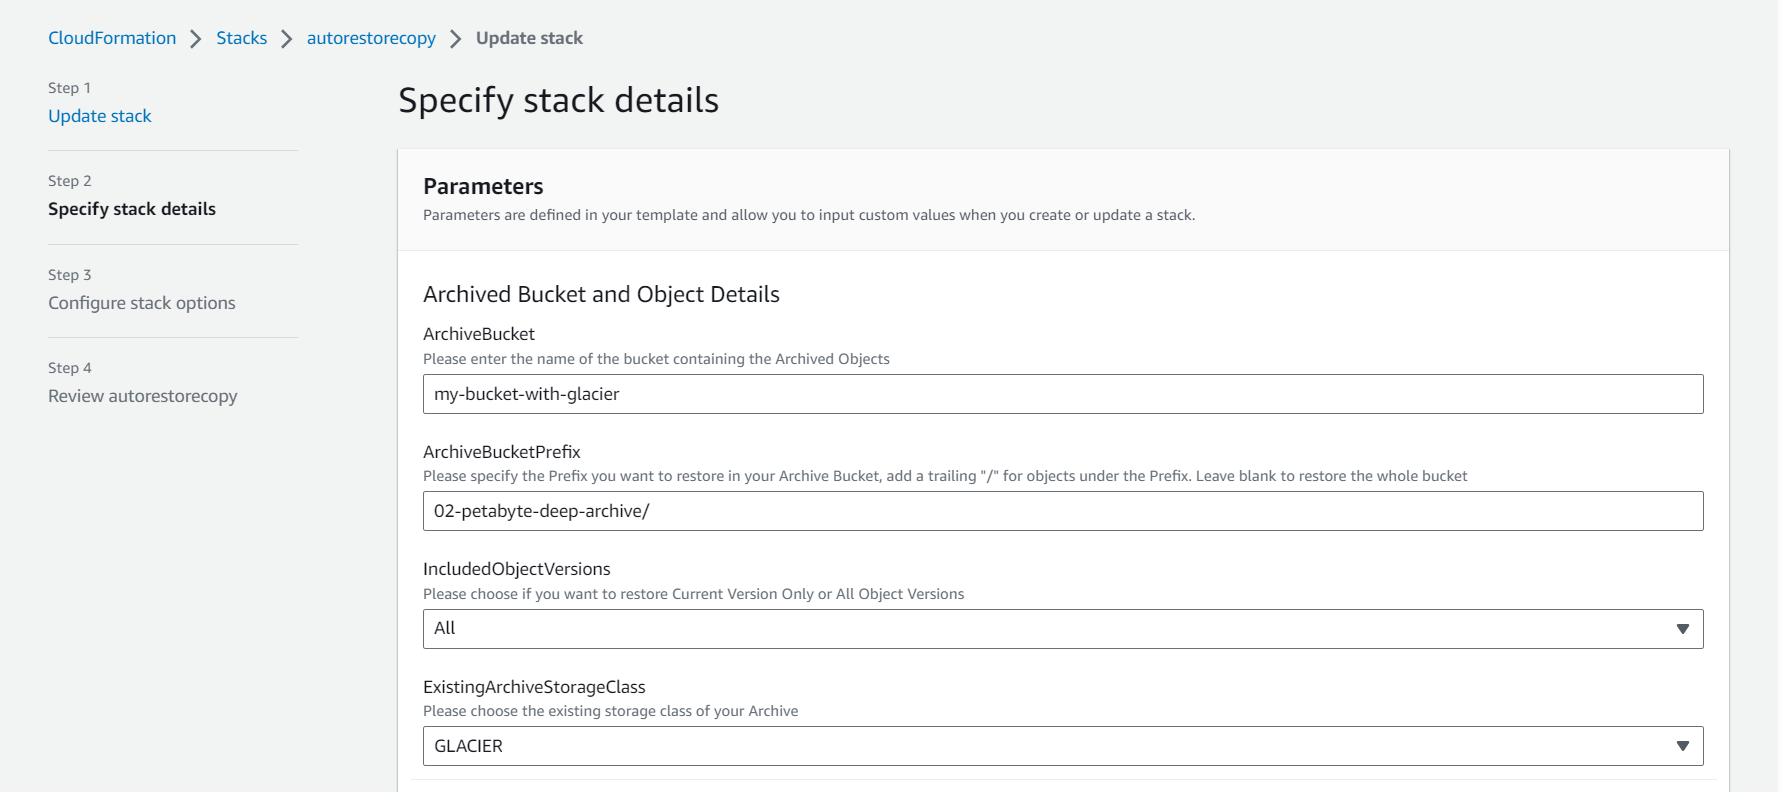 CloudFormation > Stacks > autorestorecopy > Update stack
Step 1
Update stack
Step 2
Specify stack details
Step 3
Configure stack options
Step 4
Review autorestorecopy
Specify stack details
Parameters
Parameters are defined in your template and allow you to input custom values when you create or update a stack.
Archived Bucket and Object Details
ArchiveBucket
Please enter the name of the bucket containing the Archived Objects
my-bucket-with-glacier
ArchiveBucketPrefix
Please specify the Prefix you want to restore in your Archive Bucket, add a trailing "/" for objects under the Prefix. Leave blank to restore the whole bucket
02-petabyte-deep-archive/
IncludedObjectVersions
Please choose if you want to restore Current Version Only or All Object Versions
All
ExistingArchiveStorageClass
Please choose the existing storage class of your Archive
GLACIER